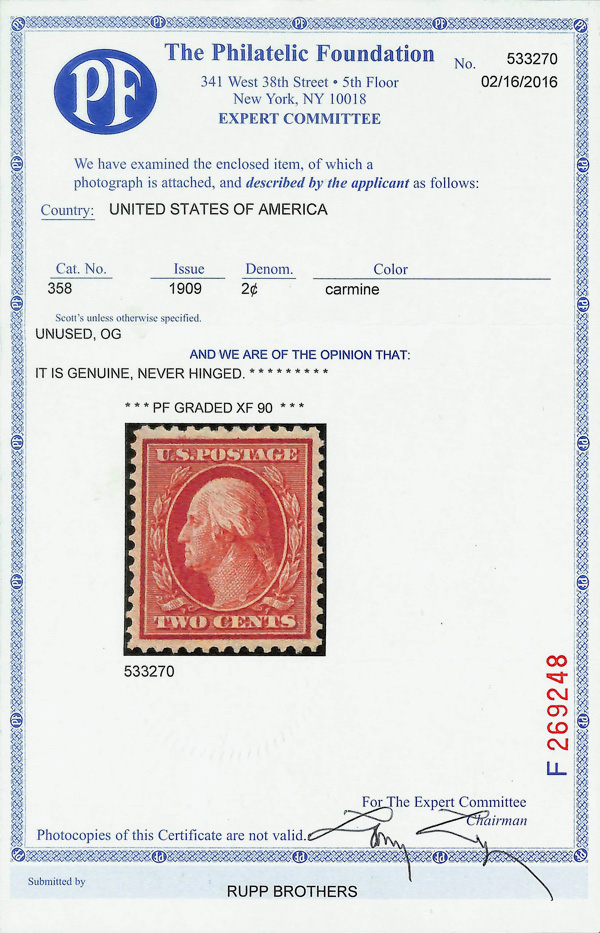 PF
The Philatelic Foundation
No. 533270
341 West 38th Street • 5th Floor
02/16/2016
New York, NY 10018
EXPERT COMMITTEE
We have examined the enclosed item, of which a
photograph is attached, and described by the applicant as follows:
Country: UNITED STATES OF AMERICA
Cat. No. Issue Denom. Color
358 1909 2¢ carmine
Scott's unless otherwise specified.
UNUSED, OG
AND WE ARE OF THE OPINION THAT:
IT IS GENUINE, NEVER HINGED. * * * * * * * * *
* * * PF GRADED XF 90 * * *
U.S. POSTAGE
TWO CENTS
533270
F 269248
For The Expert Committee
Chairman
Photocopies of this Certificate are not valid.
Submitted by
RUPP BROTHERS